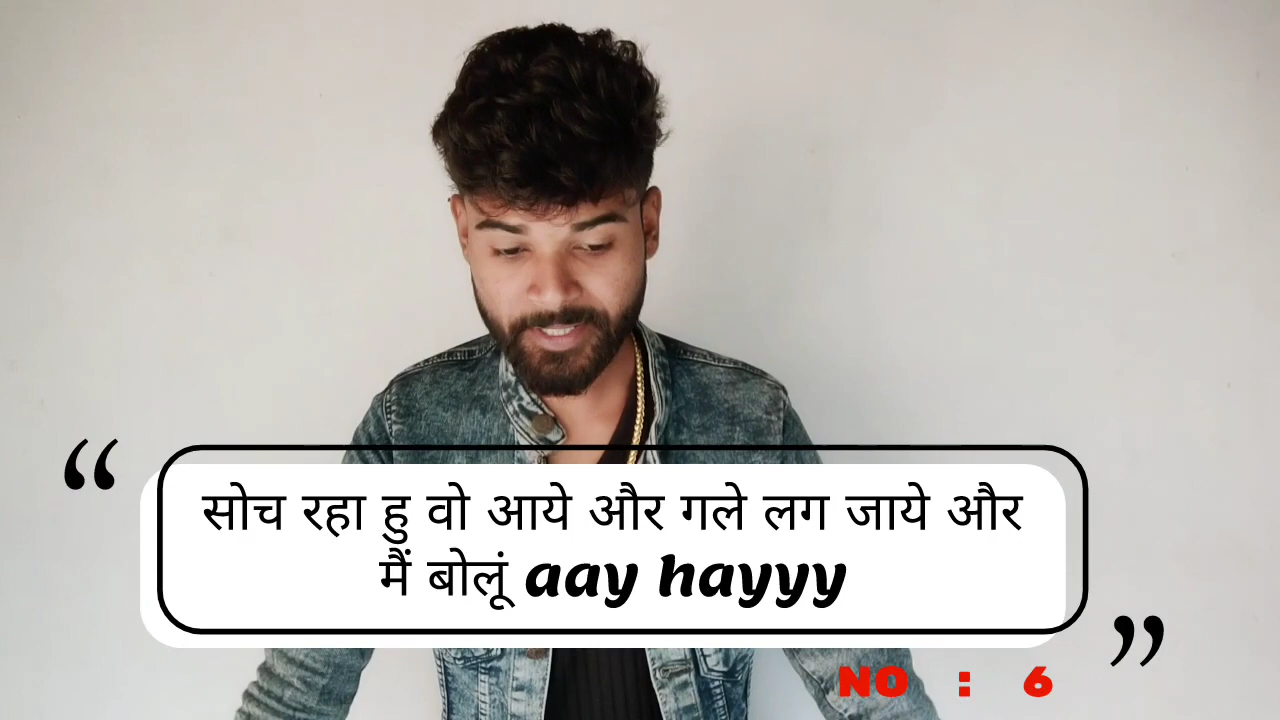 “
सोच रहा हु वो आये और गले लग जाये और
मैं बोलूं aay hayyy
”
NO : 6